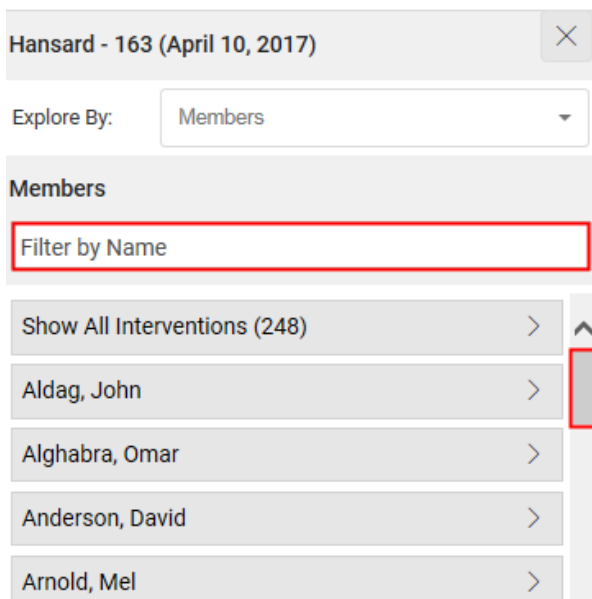 Hansard - 163 (April 10, 2017)
Explore By: Members
Members
Filter by Name
Show All Interventions (248)
Aldag, John
Alghabra, Omar
Anderson, David
Arnold, Mel